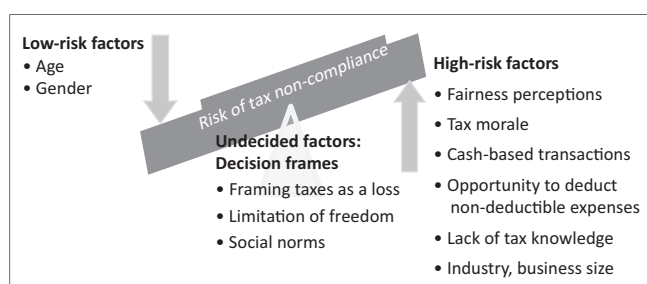 Low-risk factors
• Age
• Gender
Risk of tax non-compliance
Undecided factors:
Decision frames
• Framing taxes as a loss
• Limitation of freedom
• Social norms
High-risk factors
• Fairness perceptions
• Tax morale
• Cash-based transactions
• Opportunity to deduct
non-deductible expenses
• Lack of tax knowledge
• Industry, business size